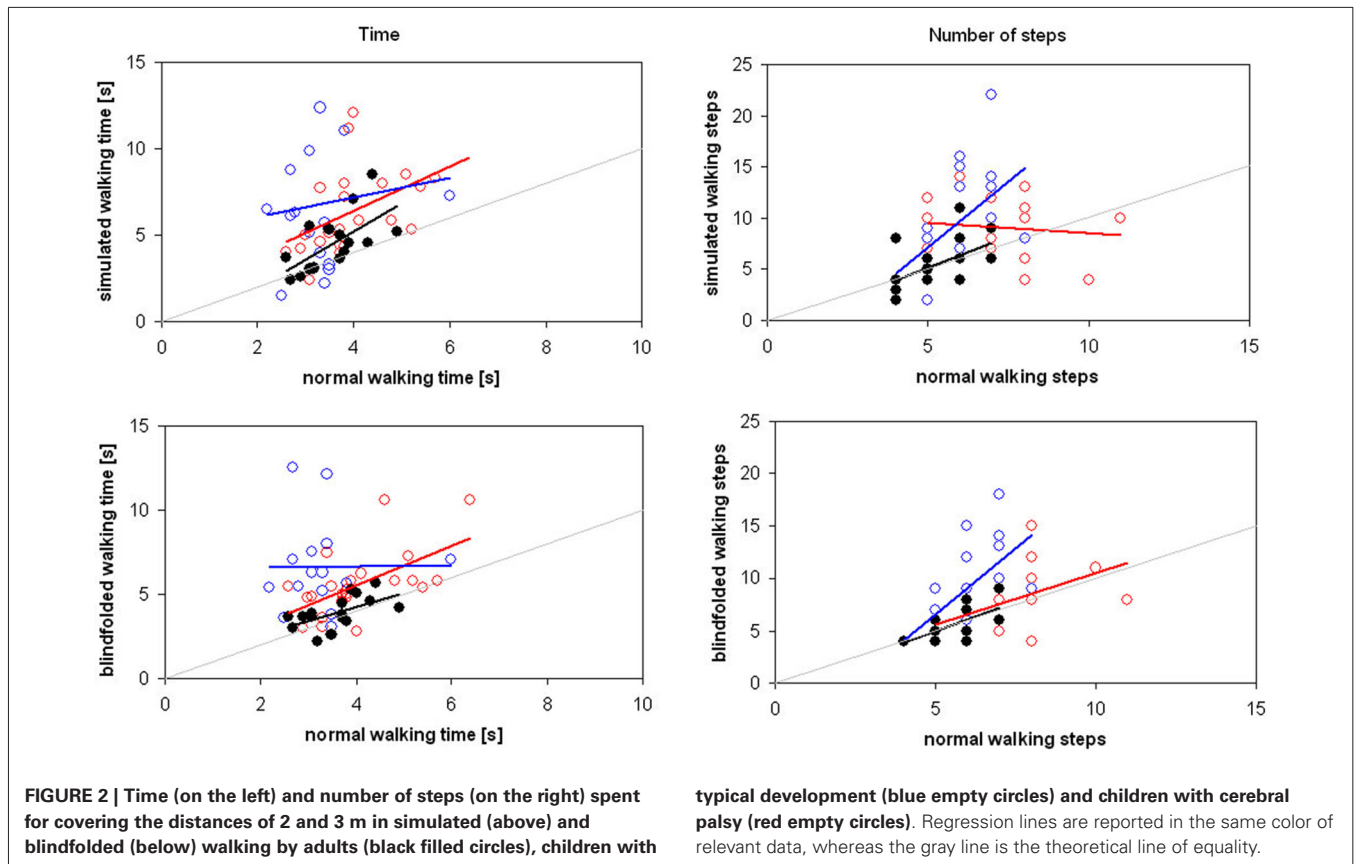 Time
15
10
5
0
simulated walking time [s]
0 2 4 6 8 10
normal walking time [s]
Number of steps
25
20
15
10
5
0
simulated walking steps
0 5 10 15
normal walking steps
15
10
5
0
blindfolded walking time [s]
0 2 4 6 8 10
normal walking time [s]
25
20
15
10
5
0
blindfolded walking steps
0 5 10 15
normal walking steps
FIGURE 2 | Time (on the left) and number of steps (on the right) spent
for covering the distances of 2 and 3 m in simulated (above) and
blindfolded (below) walking by adults (black filled circles), children with
typical development (blue empty circles) and children with cerebral
palsy (red empty circles). Regression lines are reported in the same color of
relevant data, whereas the gray line is the theoretical line of equality.